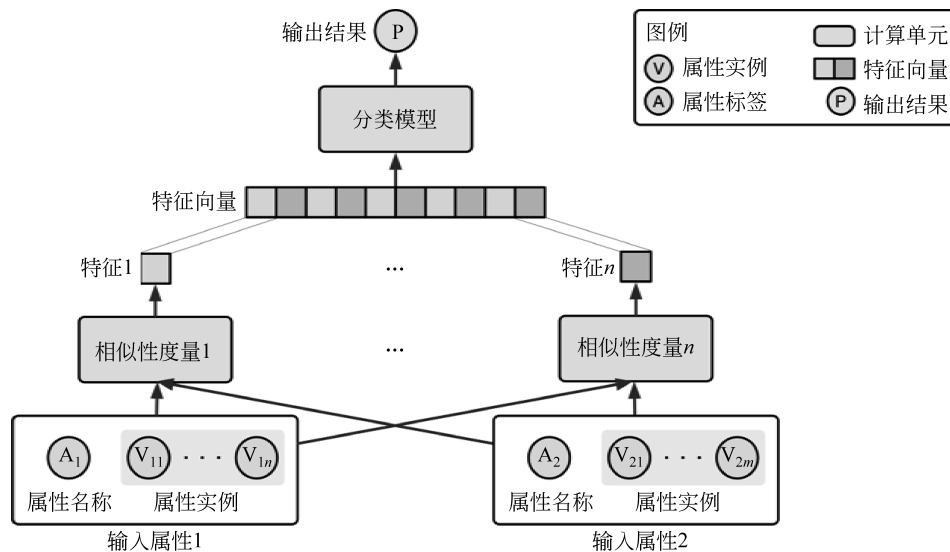 输出结果 P
分类模型
特征向量
特征1 ... 特征n
相似性度量1 ... 相似性度量n
A1 V11 ··· V1n
属性名称 属性实例
输入属性1
A2 V21 ··· V2m
属性名称 属性实例
输入属性2
图例
V 属性实例
A 属性标签
计算单元
特征向量
P 输出结果